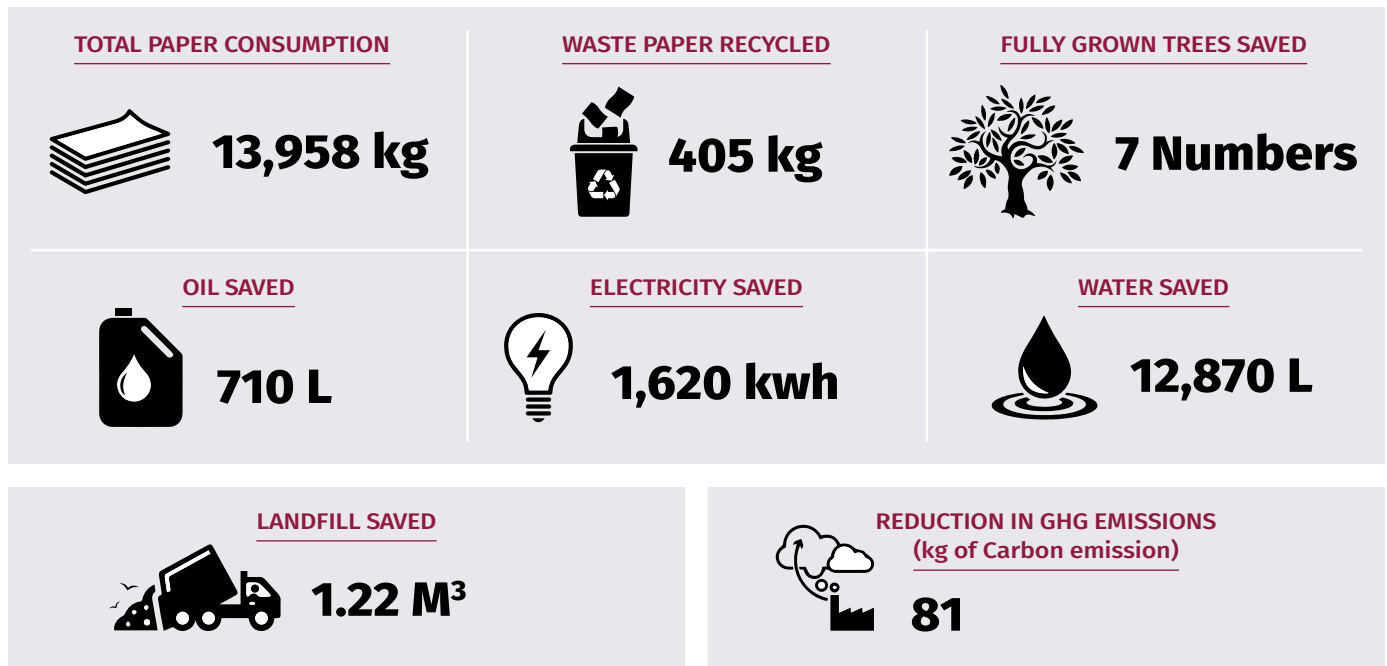 TOTAL PAPER CONSUMPTION
13,958 kg
WASTE PAPER RECYCLED
405 kg
FULLY GROWN TREES SAVED
7 Numbers
OIL SAVED
710 L
ELECTRICITY SAVED
1,620 kwh
WATER SAVED
12,870 L
LANDFILL SAVED
1.22 M³
REDUCTION IN GHG EMISSIONS
(kg of Carbon emission)
81